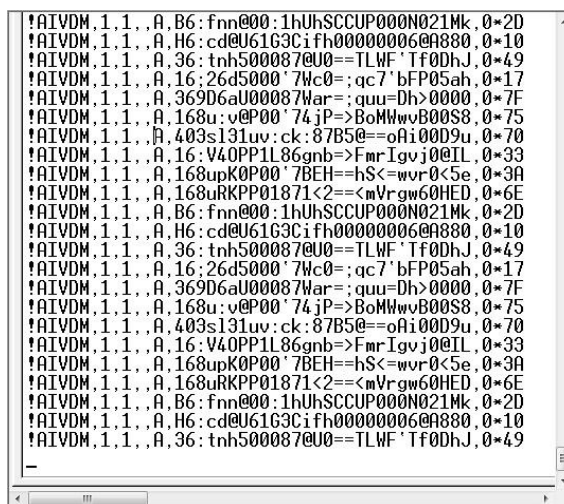 !AIVDM,1,1,,A,B6:fnn@00:1hUhSCCUP000N021Mk,0*2D
!AIVDM,1,1,,A,H6:cd@U61G3Cifh00000006@A880,0*10
!AIVDM,1,1,,A,36:tnh500087@U0==TLWF`Tf0DhJ,0*49
!AIVDM,1,1,,A,16;26d5000`7Wc0=;qc7`bFP05ah,0*17
!AIVDM,1,1,,A,369D6aU00087War=;quu=Dh>0000,0*7F
!AIVDM,1,1,,A,168u:v@P00`74jP=>BoMWwvB00S8,0*75
!AIVDM,1,1,,A,403sl31uv:ck:87B5@==oAi00D9u,0*70
!AIVDM,1,1,,A,16:V4OPP1L86gnb=>FmrIgvj0@IL,0*33
!AIVDM,1,1,,A,168upK0P00`7BEH==hS<=wvr0<5e,0*3A
!AIVDM,1,1,,A,168uRKPP01871<2==<mVrgw60HED,0*6E
!AIVDM,1,1,,A,B6:fnn@00:1hUhSCCUP000N021Mk,0*2D
!AIVDM,1,1,,A,H6:cd@U61G3Cifh00000006@A880,0*10
!AIVDM,1,1,,A,36:tnh500087@U0==TLWF`Tf0DhJ,0*49
!AIVDM,1,1,,A,16;26d5000`7Wc0=;qc7`bFP05ah,0*17
!AIVDM,1,1,,A,369D6aU00087War=;quu=Dh>0000,0*7F
!AIVDM,1,1,,A,168u:v@P00`74jP=>BoMWwvB00S8,0*75
!AIVDM,1,1,,A,403sl31uv:ck:87B5@==oAi00D9u,0*70
!AIVDM,1,1,,A,16:V4OPP1L86gnb=>FmrIgvj0@IL,0*33
!AIVDM,1,1,,A,168upK0P00`7BEH==hS<=wvr0<5e,0*3A
!AIVDM,1,1,,A,168uRKPP01871<2==<mVrgw60HED,0*6E
!AIVDM,1,1,,A,B6:fnn@00:1hUhSCCUP000N021Mk,0*2D
!AIVDM,1,1,,A,H6:cd@U61G3Cifh00000006@A880,0*10
!AIVDM,1,1,,A,36:tnh500087@U0==TLWF`Tf0DhJ,0*49